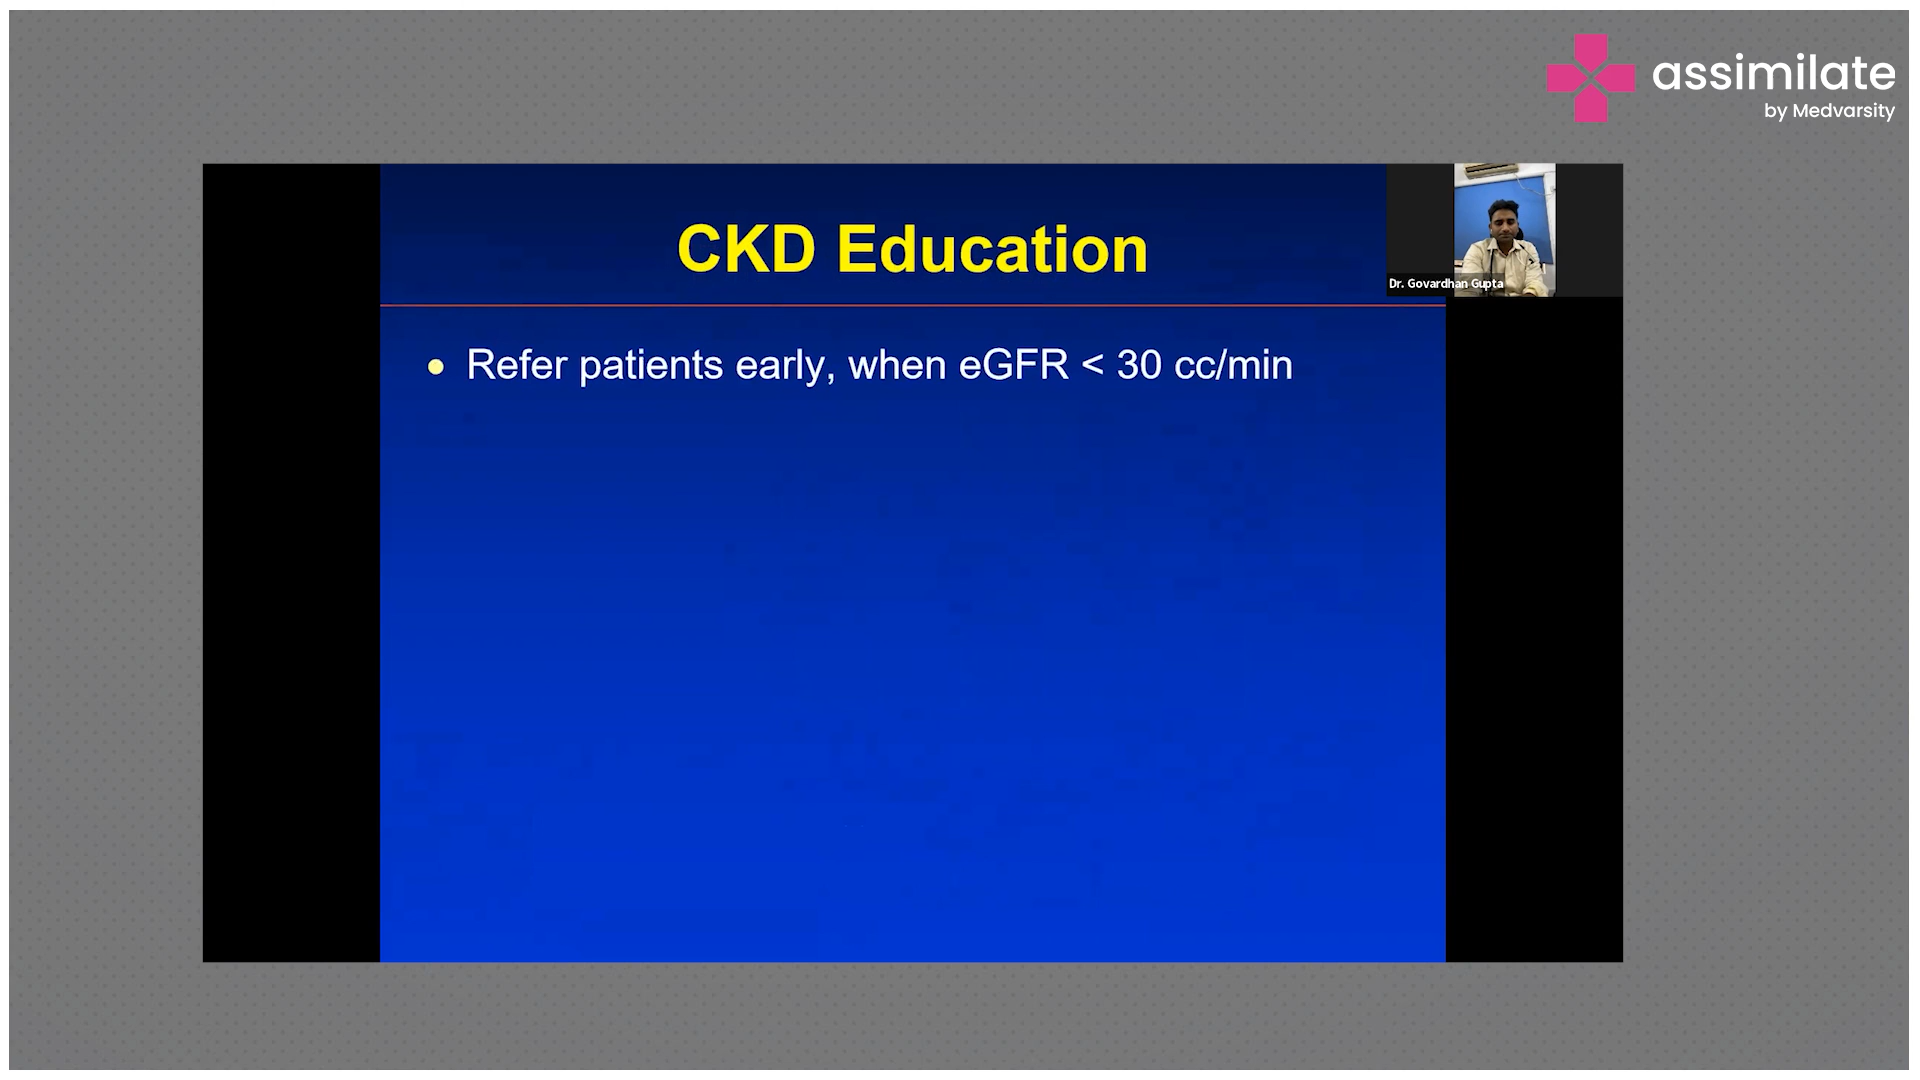 assimilate
by Medvarsity
CKD Education
Dr. Govardhan Gupta
● Refer patients early, when eGFR < 30 cc/min